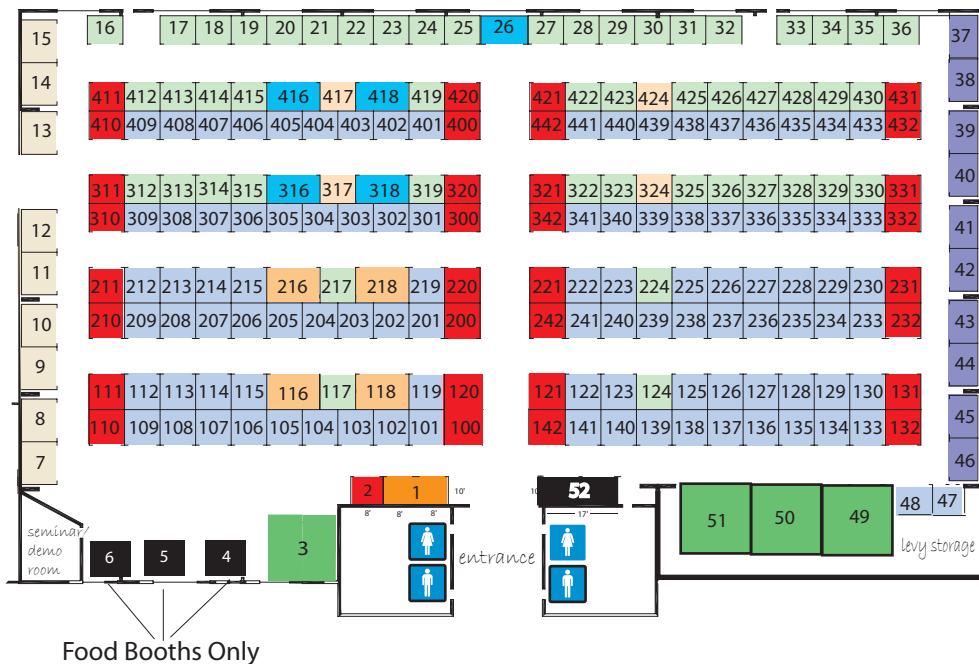 16 17 18 19 20 21 22 23 24 25 26 27 28 29 30 31 32 33 34 35 36
15 37
14 38
411 412 413 414 415 416 417 418 419 420 421 422 423 424 425 426 427 428 429 430 431
410 409 408 407 406 405 404 403 402 401 400 442 441 440 439 438 437 436 435 434 433 432
13 39
40
311 312 313 314 315 316 317 318 319 320 321 322 323 324 325 326 327 328 329 330 331
310 309 308 307 306 305 304 303 302 301 300 342 341 340 339 338 337 336 335 334 333 332
12 41
11 42
211 212 213 214 215 216 217 218 219 220 221 222 223 224 225 226 227 228 229 230 231
210 209 208 207 206 205 204 203 202 201 200 242 241 240 239 238 237 236 235 234 233 232
10 43
9 44
111 112 113 114 115 116 117 118 119 120 121 122 123 124 125 126 127 128 129 130 131
110 109 108 107 106 105 104 103 102 101 100 142 141 140 139 138 137 136 135 134 133 132
8 45
7 46
2 1 10' 10' 52
8' 8' 8' 17'
48 47
51 50 49
seminar/
demo
room
6 5 4 3
entrance
levy storage
Food Booths Only